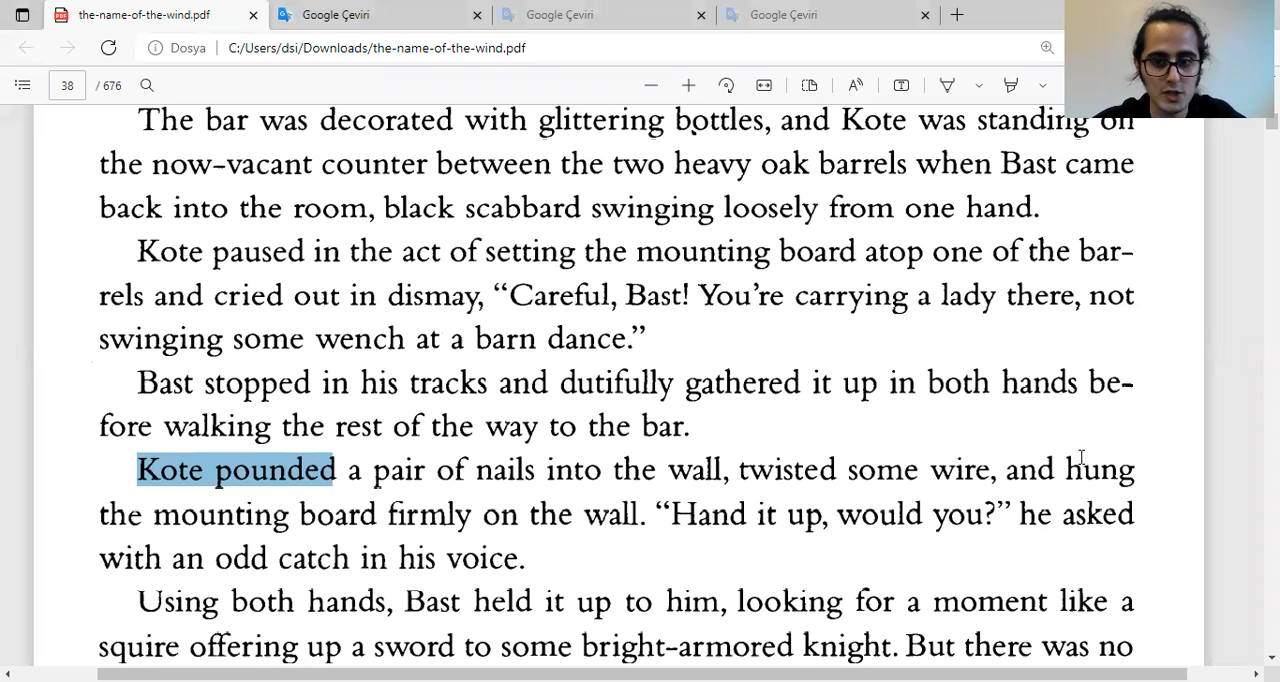 the-name-of-the-wind.pdf
Google Çeviri
Google Çeviri
Google Çeviri
Dosya
C:/Users/dsi/Downloads/the-name-of-the-wind.pdf
38 / 676
The bar was decorated with glittering bottles, and Kote was standing on
the now-vacant counter between the two heavy oak barrels when Bast came
back into the room, black scabbard swinging loosely from one hand.
Kote paused in the act of setting the mounting board atop one of the bar-
rels and cried out in dismay, “Careful, Bast! You’re carrying a lady there, not
swinging some wench at a barn dance.”
Bast stopped in his tracks and dutifully gathered it up in both hands be-
fore walking the rest of the way to the bar.
Kote pounded a pair of nails into the wall, twisted some wire, and hung
the mounting board firmly on the wall. “Hand it up, would you?” he asked
with an odd catch in his voice.
Using both hands, Bast held it up to him, looking for a moment like a
squire offering up a sword to some bright-armored knight. But there was no